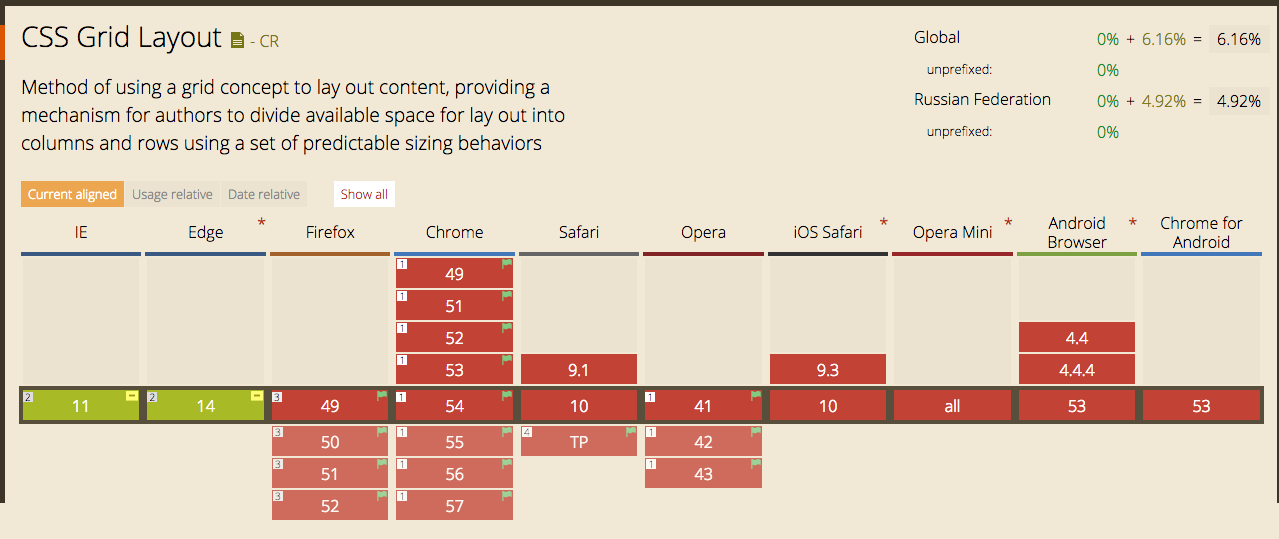 CSS Grid Layout - CR
Method of using a grid concept to lay out content, providing a
mechanism for authors to divide available space for lay out into
columns and rows using a set of predictable sizing behaviors
Global 0% + 6.16% = 6.16%
unprefixed: 0%
Russian Federation 0% + 4.92% = 4.92%
unprefixed: 0%
Current aligned Usage relative Date relative Show all
IE Edge * Firefox Chrome Safari Opera iOS Safari * Opera Mini * Android Browser * Chrome for Android
1 49
1 51
1 52 4.4
1 53 9.1 9.3 4.4.4
2 11 2 14 3 49 1 54 10 1 41 10 all 53 53
3 50 1 55 4 TP 1 42
3 51 1 56 1 43
3 52 1 57